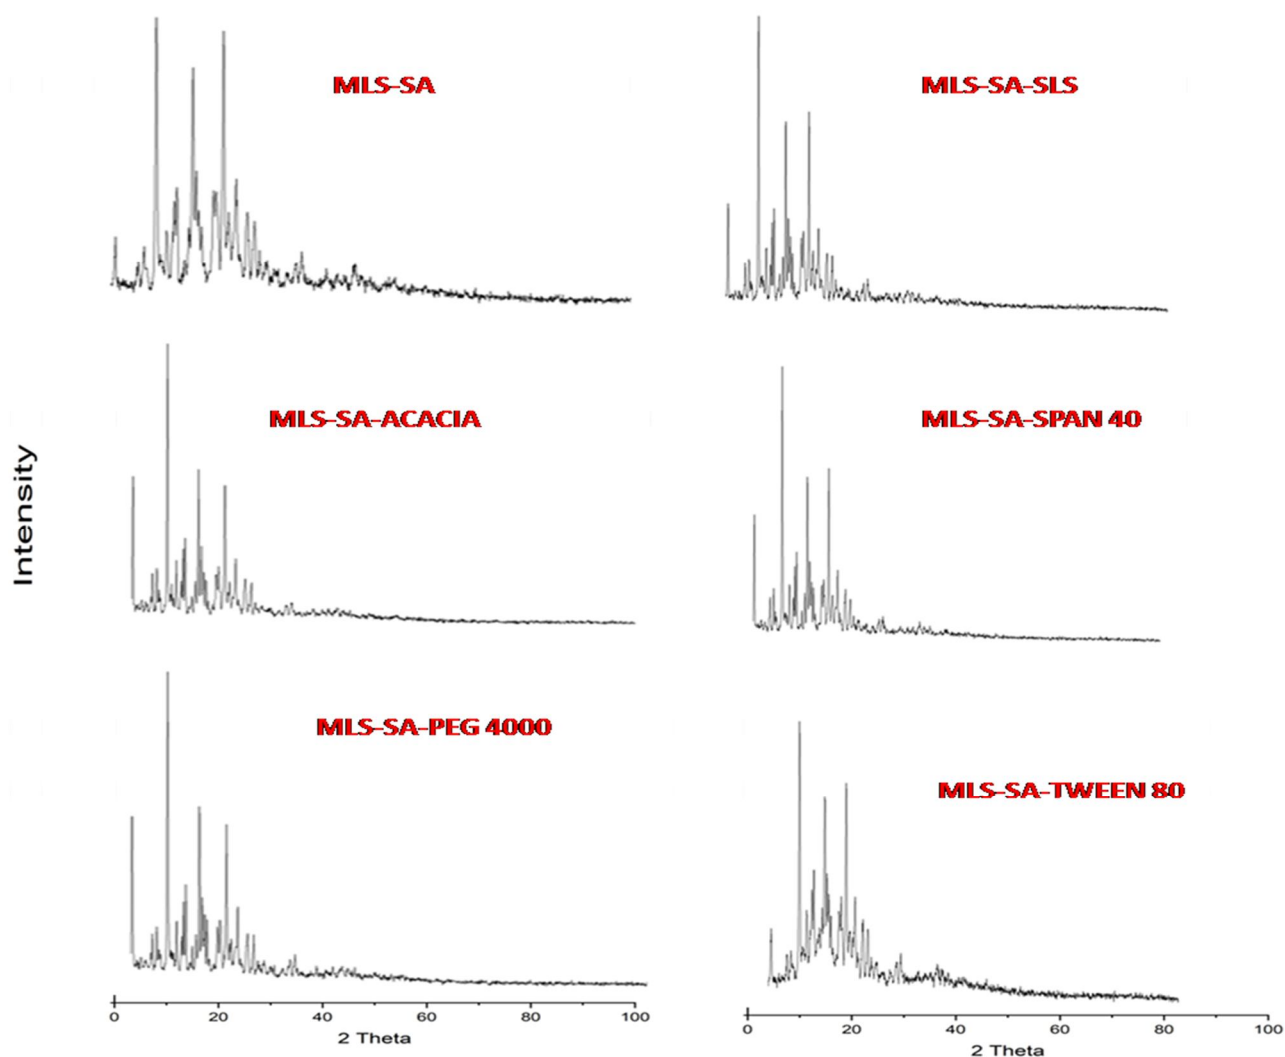 MLS-SA
MLS-SA-SLS
MLS-SA-ACACIA
MLS-SA-SPAN 40
Intensity
MLS-SA-PEG 4000
MLS-SA-TWEEN 80
0 20 40 60 80 100
2 Theta
0 20 40 60 80 100
2 Theta